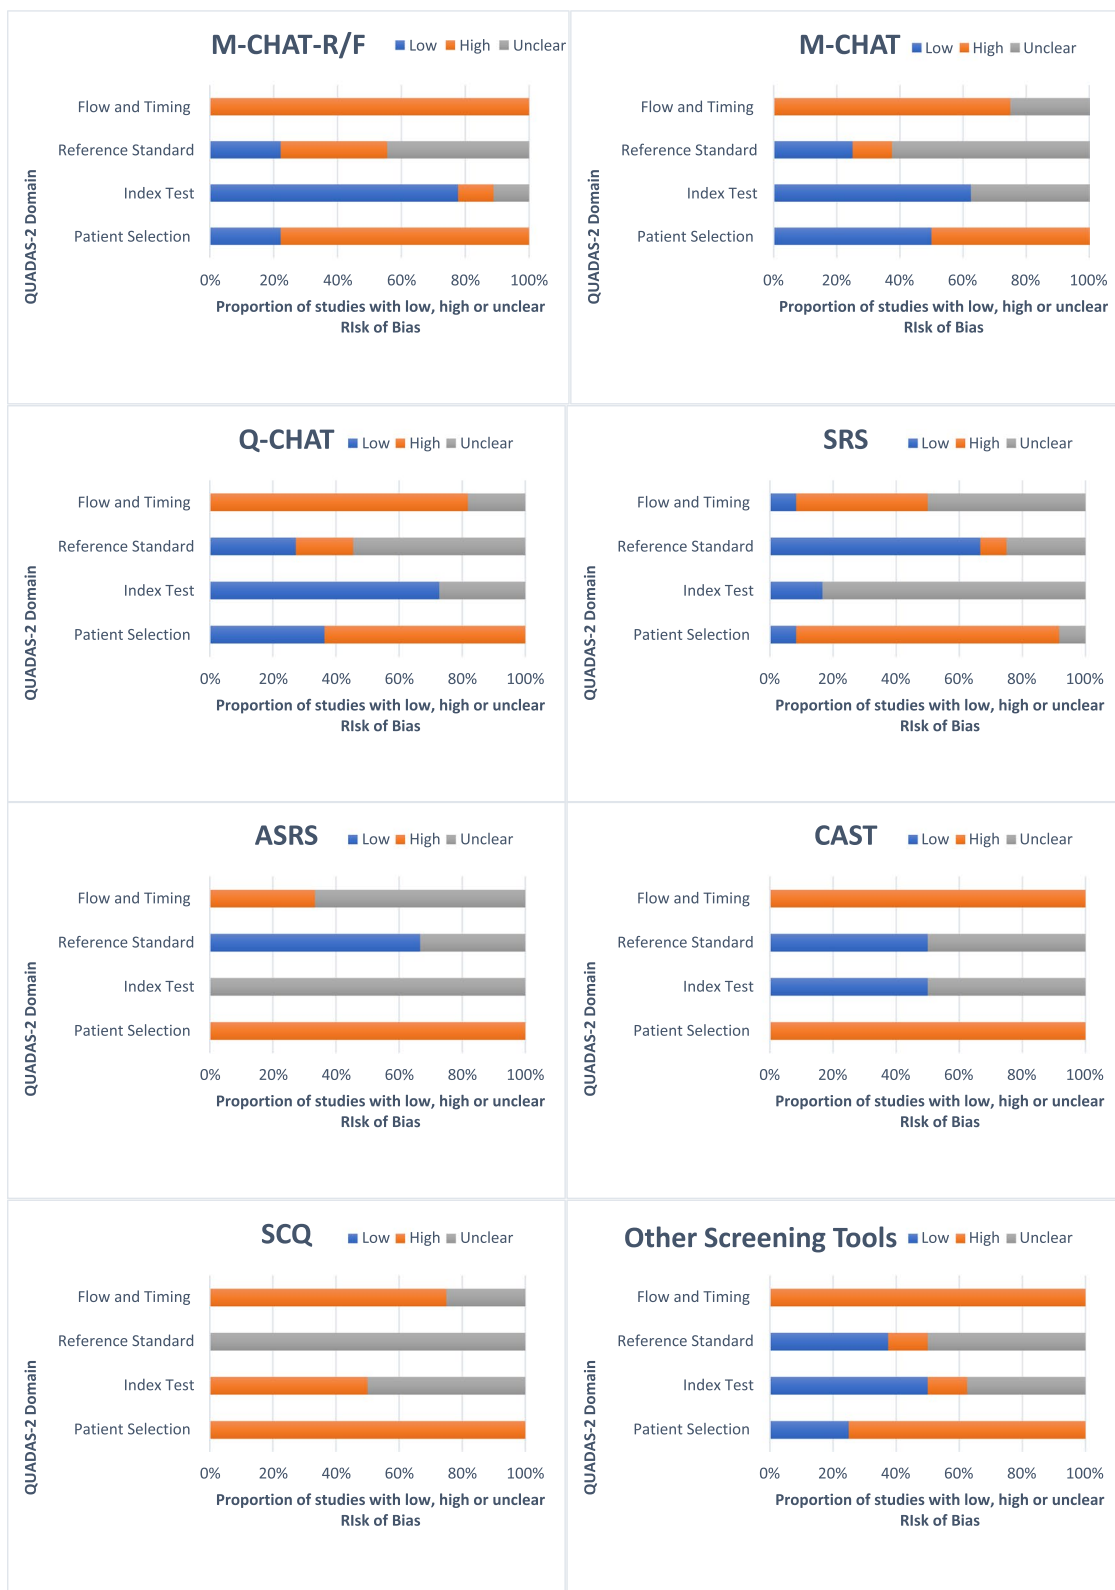 M-CHAT-R/F Low High Unclear
Flow and Timing
Reference Standard
Index Test
Patient Selection
QUADAS-2 Domain
0% 20% 40% 60% 80% 100%
Proportion of studies with low, high or unclear
RIsk of Bias
M-CHAT Low High Unclear
Flow and Timing
Reference Standard
Index Test
Patient Selection
QUADAS-2 Domain
0% 20% 40% 60% 80% 100%
Proportion of studies with low, high or unclear
RIsk of Bias
Q-CHAT Low High Unclear
Flow and Timing
Reference Standard
Index Test
Patient Selection
QUADAS-2 Domain
0% 20% 40% 60% 80% 100%
Proportion of studies with low, high or unclear
RIsk of Bias
SRS Low High Unclear
Flow and Timing
Reference Standard
Index Test
Patient Selection
QUADAS-2 Domain
0% 20% 40% 60% 80% 100%
Proportion of studies with low, high or unclear
RIsk of Bias
ASRS Low High Unclear
Flow and Timing
Reference Standard
Index Test
Patient Selection
QUADAS-2 Domain
0% 20% 40% 60% 80% 100%
Proportion of studies with low, high or unclear
RIsk of Bias
CAST Low High Unclear
Flow and Timing
Reference Standard
Index Test
Patient Selection
QUADAS-2 Domain
0% 20% 40% 60% 80% 100%
Proportion of studies with low, high or unclear
RIsk of Bias
SCQ Low High Unclear
Flow and Timing
Reference Standard
Index Test
Patient Selection
QUADAS-2 Domain
0% 20% 40% 60% 80% 100%
Proportion of studies with low, high or unclear
RIsk of Bias
Other Screening Tools Low High Unclear
Flow and Timing
Reference Standard
Index Test
Patient Selection
QUADAS-2 Domain
0% 20% 40% 60% 80% 100%
Proportion of studies with low, high or unclear
RIsk of Bias